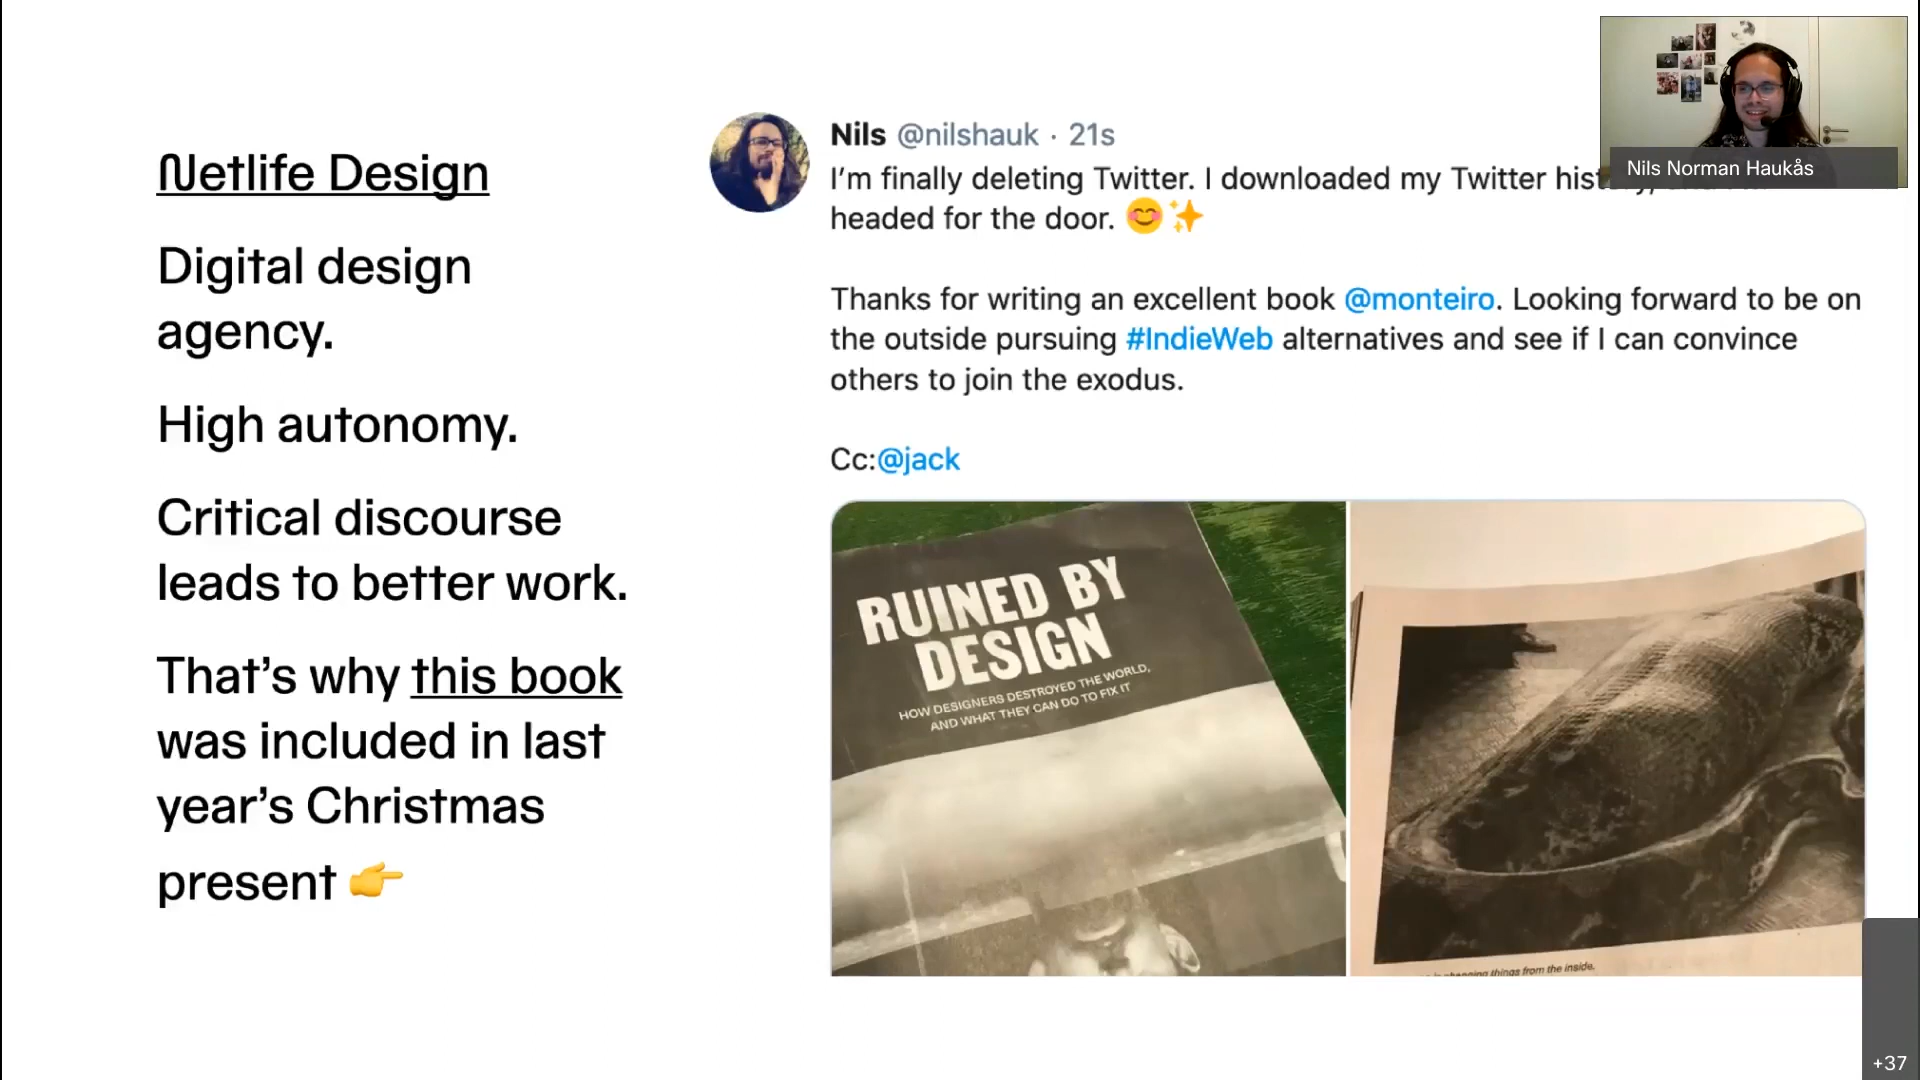 Netlife Design
Digital design
agency.
High autonomy.
Critical discourse
leads to better work.
That’s why this book
was included in last
year’s Christmas
present 👉
Nils @nilshauk · 21s
I’m finally deleting Twitter. I downloaded my Twitter
headed for the door. 😊✨
Thanks for writing an excellent book @monteiro. Looking forward to be on
the outside pursuing #IndieWeb alternatives and see if I can convince
others to join the exodus.
Cc:@jack
RUINED BY
DESIGN
HOW DESIGNERS DESTROYED THE WORLD,
AND WHAT THEY CAN DO TO FIX IT
changing things from the inside.
Nils Norman Haukås
+37